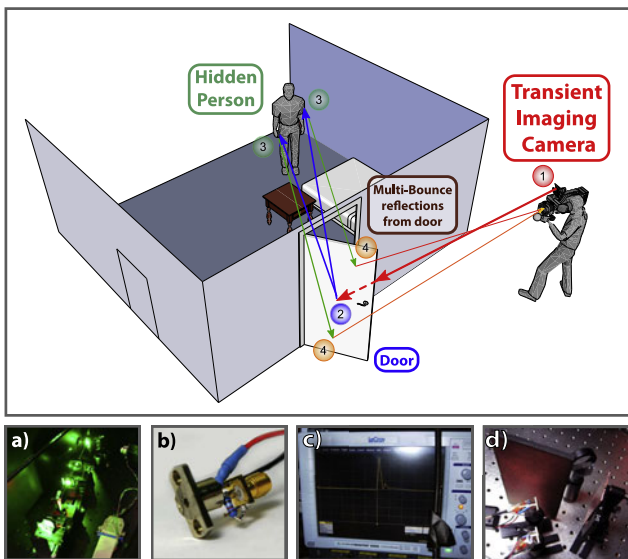 Hidden
Person
3
3
Transient
Imaging
Camera
1
Multi-Bounce
reflections
from door
4
2
4
Door
a)
b)
c)
d)